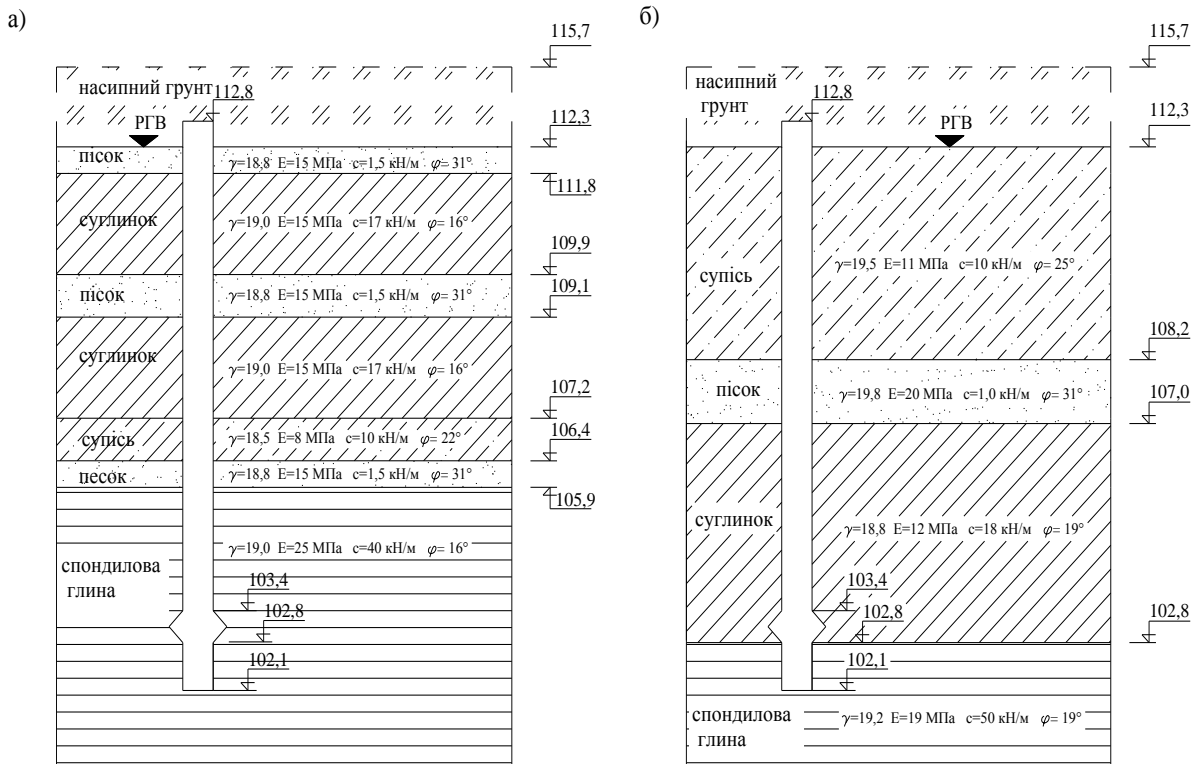 а)
115,7
насипний грунт
112,8
РГВ
112,3
пісок
γ=18,8 E=15 МПа c=1,5 кН/м φ= 31°
111,8
суглинок
γ=19,0 E=15 МПа c=17 кН/м φ= 16°
109,9
пісок
γ=18,8 E=15 МПа c=1,5 кН/м φ= 31°
109,1
суглинок
γ=19,0 E=15 МПа c=17 кН/м φ= 16°
107,2
супісь
γ=18,5 E=8 МПа c=10 кН/м φ= 22°
106,4
песок
γ=18,8 E=15 МПа c=1,5 кН/м φ= 31°
105,9
γ=19,0 E=25 МПа c=40 кН/м φ= 16°
спондилова
глина
103,4
102,8
102,1
б)
115,7
насипний
грунт
112,8
РГВ
112,3
супісь
γ=19,5 E=11 МПа c=10 кН/м φ= 25°
108,2
пісок
γ=19,8 E=20 МПа c=1,0 кН/м φ= 31°
107,0
суглинок
γ=18,8 E=12 МПа c=18 кН/м φ= 19°
103,4
102,8
102,8
102,1
спондилова
глина
γ=19,2 E=19 МПа c=50 кН/м φ= 19°